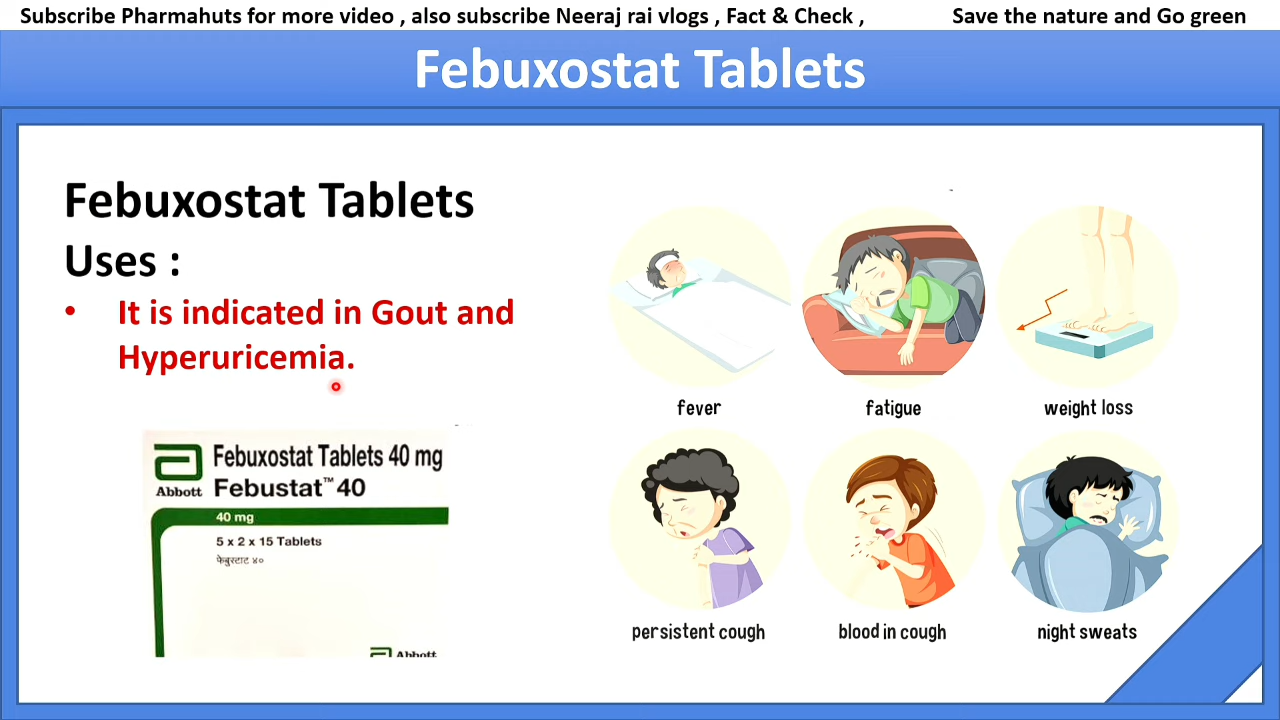 Subscribe Pharmahuts for more video , also subscribe Neeraj rai vlogs , Fact & Check , Save the nature and Go green
Febuxostat Tablets
Febuxostat Tablets
Uses :
• It is indicated in Gout and
Hyperuricemia.
Abbott
Febuxostat Tablets 40 mg
Febustat™ 40
40 mg
5 x 2 x 15 Tablets
फेबुस्टाट ४०
Abbott
fever
fatigue
weight loss
persistent cough
blood in cough
night sweats